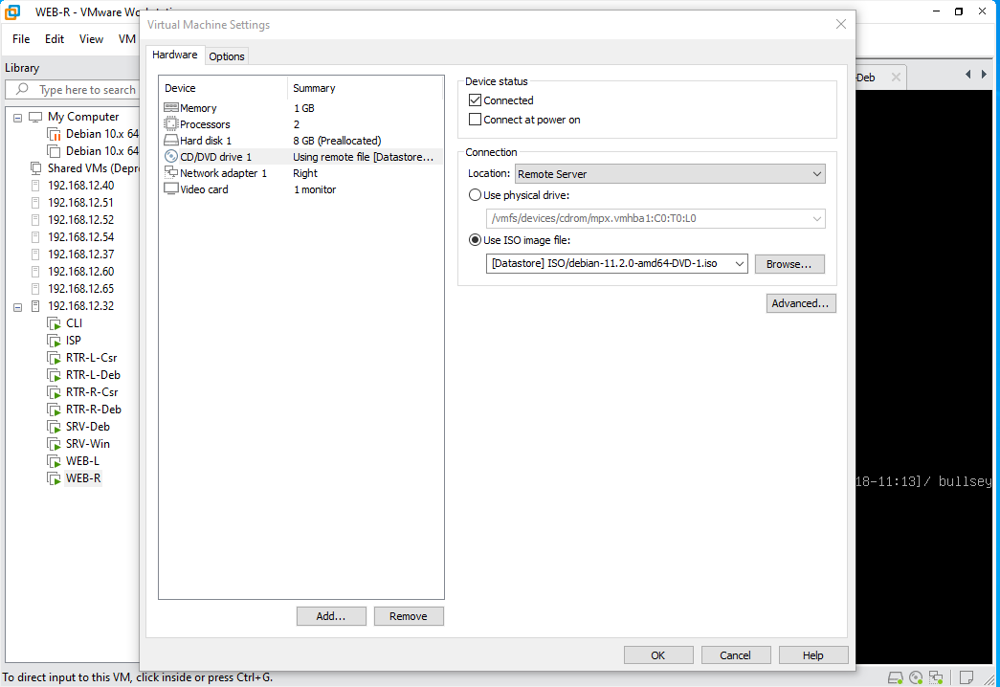 WEB-R - VMware Workstation
Virtual Machine Settings
File Edit View VM
Hardware Options
Library
Type here to search
My Computer
Debian 10.x 64
Debian 10.x 64
Shared VMs (Depr
192.168.12.40
192.168.12.51
192.168.12.52
192.168.12.54
192.168.12.37
192.168.12.60
192.168.12.65
192.168.12.32
CLI
ISP
RTR-L-Csr
RTR-L-Deb
RTR-R-Csr
RTR-R-Deb
SRV-Deb
SRV-Win
WEB-L
WEB-R
Device Summary
Memory 1 GB
Processors 2
Hard disk 1 8 GB (Preallocated)
CD/DVD drive 1 Using remote file [Datastore...
Network adapter 1 Right
Video card 1 monitor
Add... Remove
Device status
Connected
Connect at power on
Connection
Location: Remote Server
Use physical drive:
/vmfs/devices/cdrom/mpx.vmhba1:C0:T0:L0
Use ISO image file:
[Datastore] ISO/debian-11.2.0-amd64-DVD-1.iso Browse...
Advanced...
OK Cancel Help
-Deb
18-11:13]/ bullsey
To direct input to this VM, click inside or press Ctrl+G.